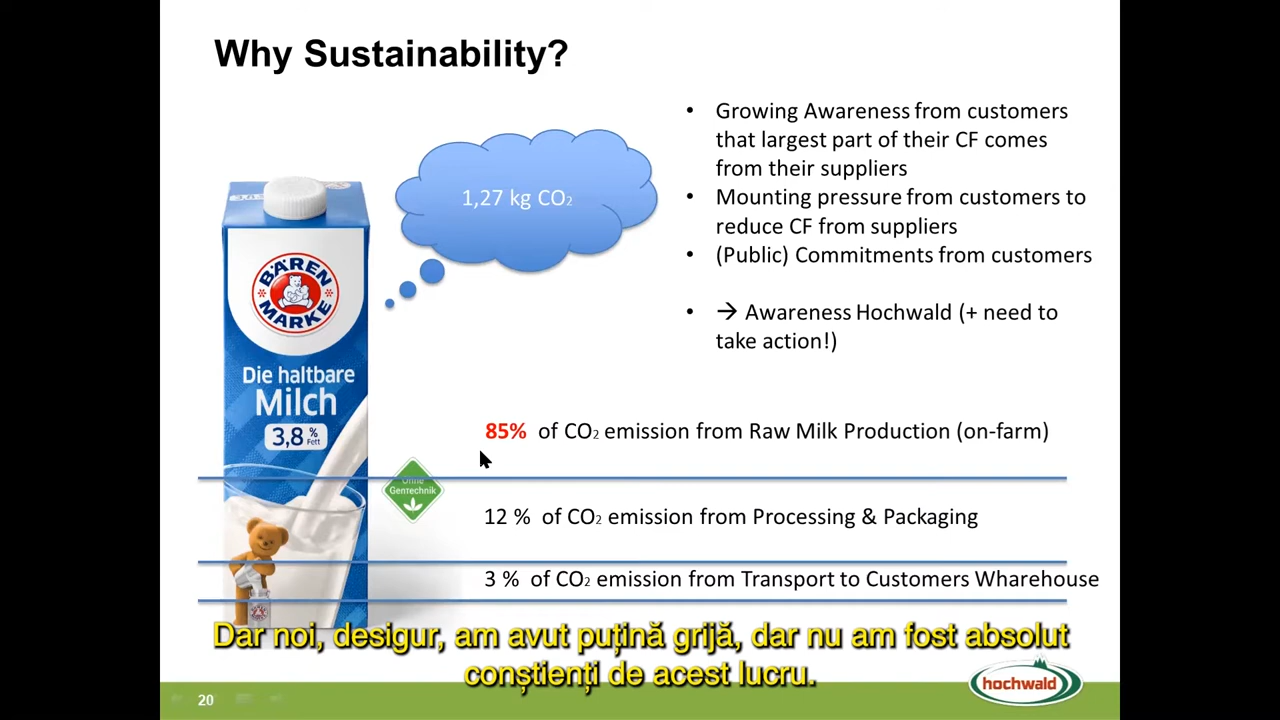 Why Sustainability?
• Growing Awareness from customers
that largest part of their CF comes
from their suppliers
• Mounting pressure from customers to
reduce CF from suppliers
• (Public) Commitments from customers
• → Awareness Hochwald (+ need to
take action!)
1,27 kg CO₂
BÄREN
MARKE
Die haltbare
Milch
3,8 % Fett
85% of CO₂ emission from Raw Milk Production (on-farm)
Ohne
Gentechnik
12 % of CO₂ emission from Processing & Packaging
3 % of CO₂ emission from Transport to Customers Wharehouse
Dar noi, desigur, am avut puțină grijă, dar nu am fost absolut
conștienți de acest lucru.
hochwald
20